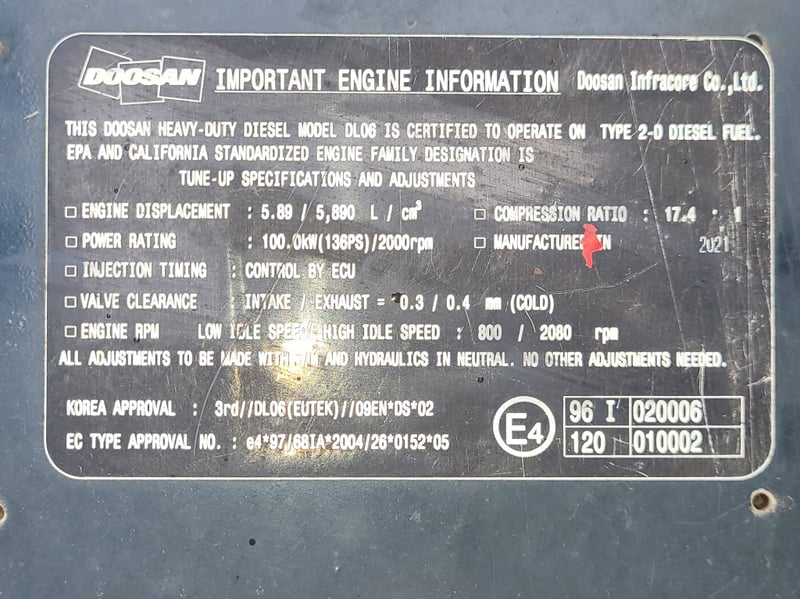 DOOSAN IMPORTANT ENGINE INFORMATION Doosan Infracore Co.,Ltd.
THIS DOOSAN HEAVY-DUTY DIESEL MODEL DL06 IS CERTIFIED TO OPERATE ON TYPE 2-D DIESEL FUEL.
EPA AND CALIFORNIA STANDARDIZED ENGINE FAMILY DESIGNATION IS
TUNE-UP SPECIFICATIONS AND ADJUSTMENTS
□ ENGINE DISPLACEMENT : 5.89 / 5,890 L / cm³ □ COMPRESSION RATIO : 17.4 : 1
□ POWER RATING : 100.0kW(136PS)/2000rpm □ MANUFACTURED IN 2021
□ INJECTION TIMING : CONTROL BY ECU
□ VALVE CLEARANCE : INTAKE / EXHAUST = 0.3 / 0.4 mm (COLD)
□ ENGINE RPM LOW IDLE SPEED/ HIGH IDLE SPEED : 800 / 2080 rpm
ALL ADJUSTMENTS TO BE MADE WITH AND HYDRAULICS IN NEUTRAL. NO OTHER ADJUSTMENTS NEEDED.
KOREA APPROVAL : 3rd//DL06(EUTEK)//09EN*DS*02
EC TYPE APPROVAL NO. : e4*97/68IA*2004/26*0152*05
E4
96 I 020006
120 010002